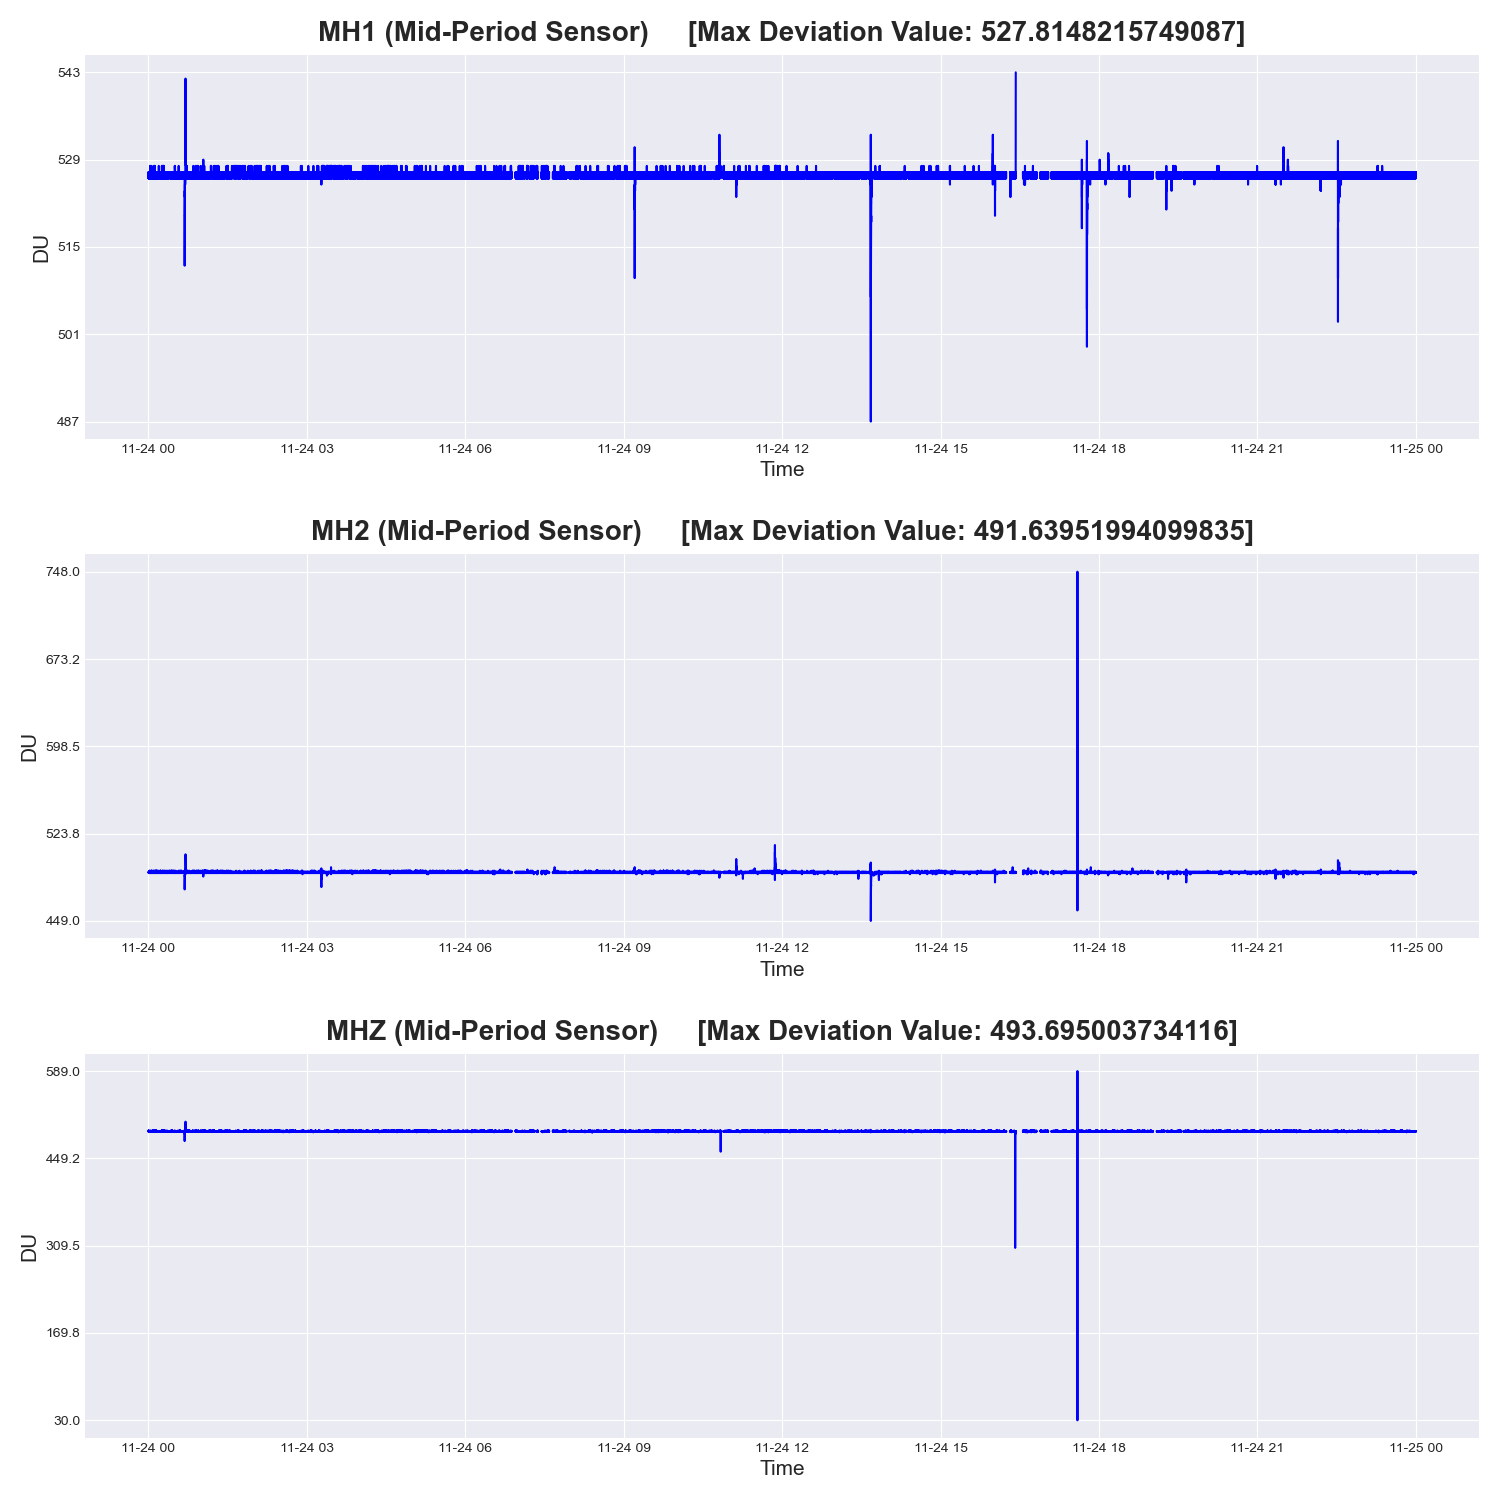 MH1 (Mid-Period Sensor) [Max Deviation Value: 527.8148215749087]
543
529
515
501
487
DU
11-24 00 11-24 03 11-24 06 11-24 09 11-24 12 11-24 15 11-24 18 11-24 21 11-25 00
Time
MH2 (Mid-Period Sensor) [Max Deviation Value: 491.63951994099835]
748.0
673.2
598.5
523.8
449.0
DU
11-24 00 11-24 03 11-24 06 11-24 09 11-24 12 11-24 15 11-24 18 11-24 21 11-25 00
Time
MHZ (Mid-Period Sensor) [Max Deviation Value: 493.695003734116]
589.0
449.2
309.5
169.8
30.0
DU
11-24 00 11-24 03 11-24 06 11-24 09 11-24 12 11-24 15 11-24 18 11-24 21 11-25 00
Time